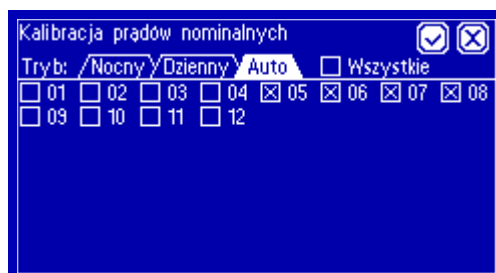 Kalibracja prądów nominalnych
Tryb: Nocny Dzienny Auto Wszystkie
01 02 03 04 05 06 07 08
09 10 11 12